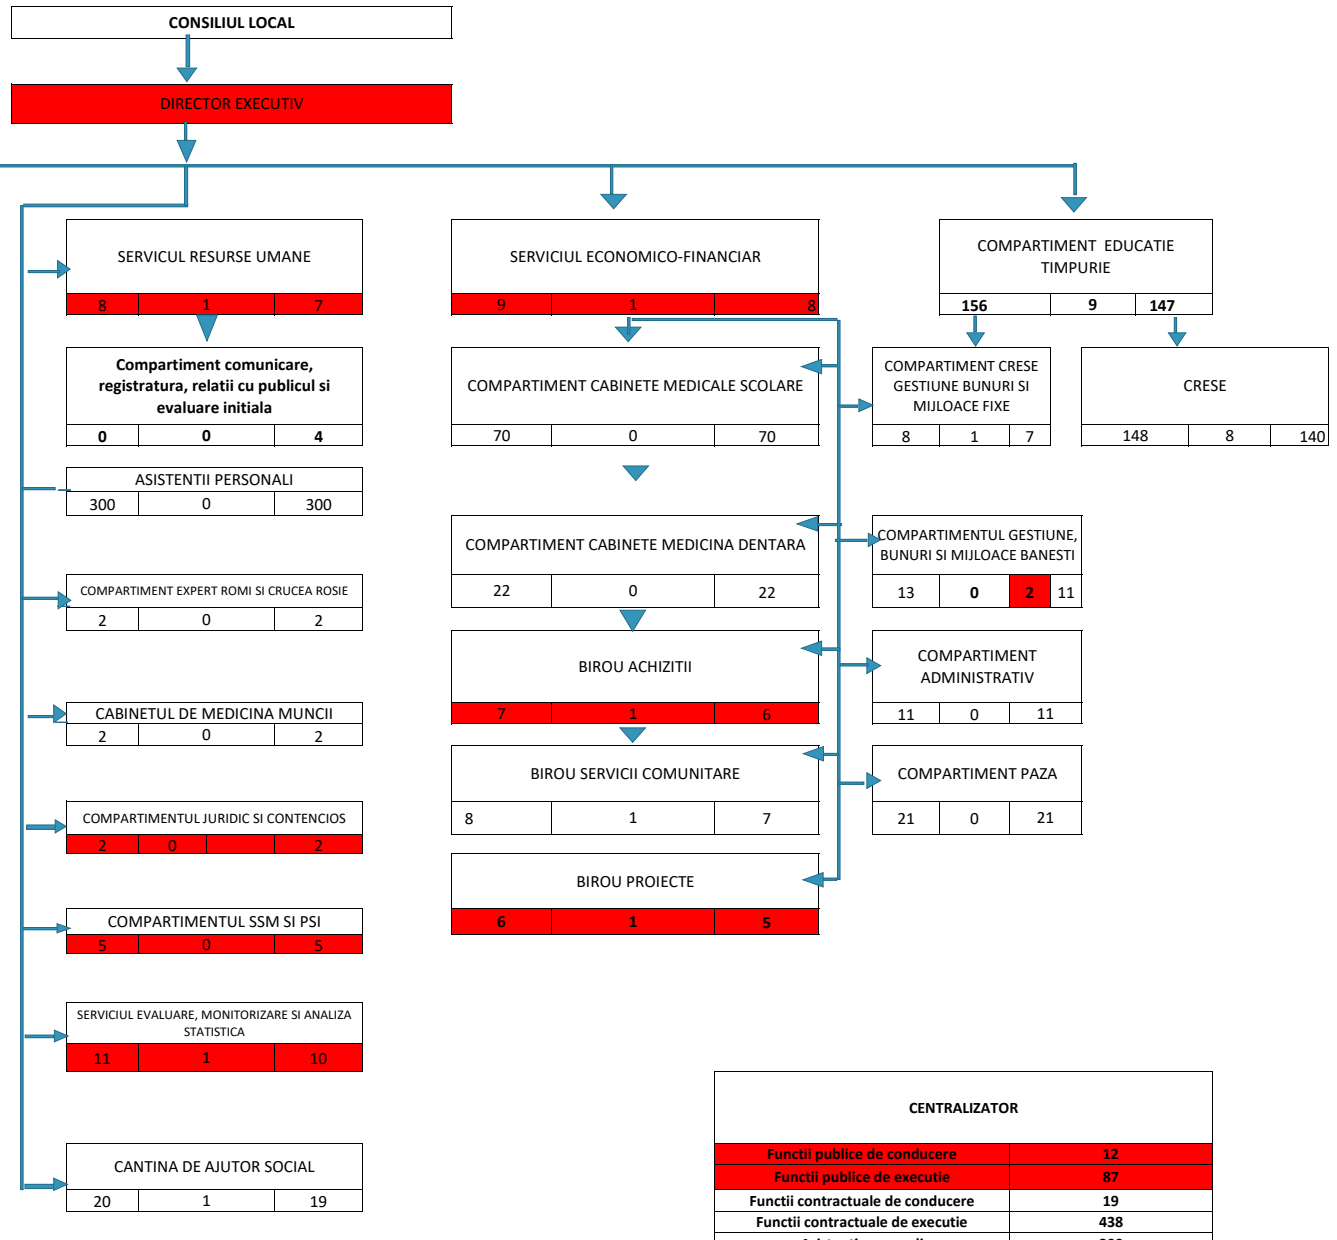 CONSILIUL LOCAL
DIRECTOR EXECUTIV
SERVICUL RESURSE UMANE
8 1 7
Compartiment comunicare,
registratura, relatii cu publicul si
evaluare initiala
0 0 4
ASISTENTII PERSONALI
300 0 300
COMPARTIMENT EXPERT ROMI SI CRUCEA ROSIE
2 0 2
CABINETUL DE MEDICINA MUNCII
2 0 2
COMPARTIMENTUL JURIDIC SI CONTENCIOS
2 0 2
COMPARTIMENTUL SSM SI PSI
5 0 5
SERVICIUL EVALUARE, MONITORIZARE SI ANALIZA
STATISTICA
11 1 10
CANTINA DE AJUTOR SOCIAL
20 1 19
SERVICIUL ECONOMICO-FINANCIAR
9 1 8
COMPARTIMENT CABINETE MEDICALE SCOLARE
70 0 70
COMPARTIMENT CABINETE MEDICINA DENTARA
22 0 22
BIROU ACHIZITII
7 1 6
BIROU SERVICII COMUNITARE
8 1 7
BIROU PROIECTE
6 1 5
COMPARTIMENT EDUCATIE
TIMPURIE
156 9 147
COMPARTIMENT CRESE
GESTIUNE BUNURI SI
MIJLOACE FIXE
8 1 7
CRESE
148 8 140
COMPARTIMENTUL GESTIUNE,
BUNURI SI MIJLOACE BANESTI
13 0 2 11
COMPARTIMENT
ADMINISTRATIV
11 0 11
COMPARTIMENT PAZA
21 0 21
CENTRALIZATOR
Functii publice de conducere 12
Functii publice de executie 87
Functii contractuale de conducere 19
Functii contractuale de executie 438